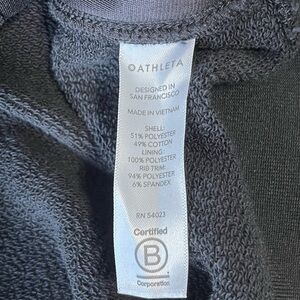 ATHLETA
DESIGNED IN
SAN FRANCISCO
MADE IN VIETNAM
SHELL:
51% POLYESTER
49% COTTON
LINING:
100% POLYESTER
RIB TRIM:
94% POLYESTER
6% SPANDEX
RN 54023
Certified
B
Corporation